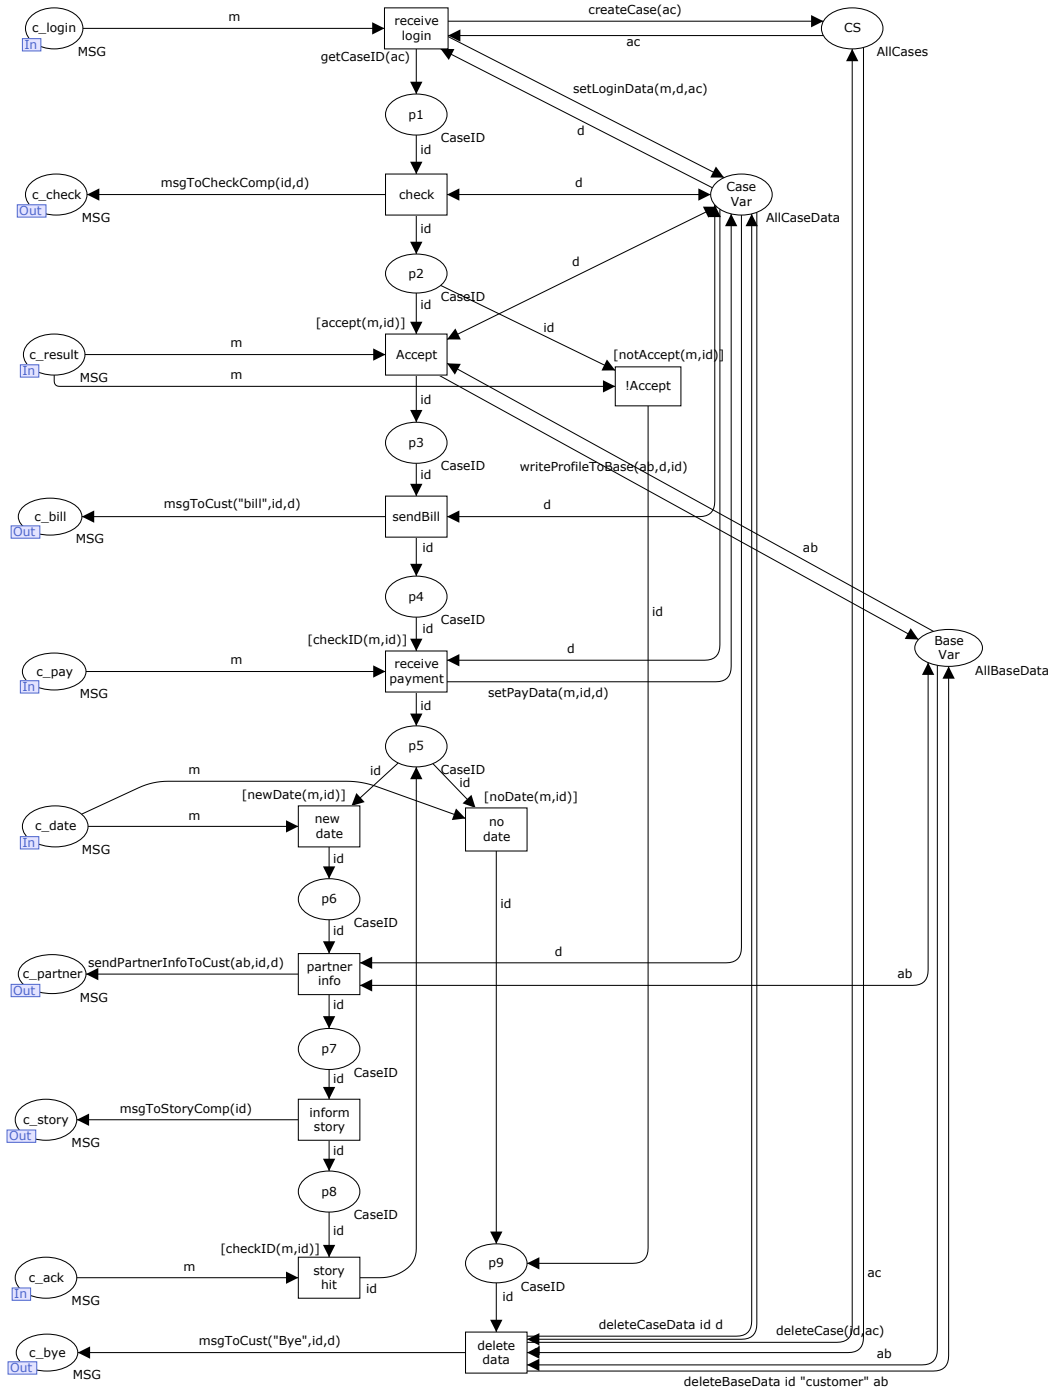 c_login
In
MSG
m
receive
login
createCase(ac)
ac
CS
AllCases
getCaseID(ac)
setLoginData(m,d,ac)
d
p1
CaseID
id
c_check
Out
MSG
msgToCheckComp(id,d)
check
d
Case
Var
AllCaseData
id
p2
CaseID
id
d
id
[accept(m,id)]
[notAccept(m,id)]
c_result
In
MSG
m
m
Accept
!Accept
id
p3
CaseID
id
writeProfileToBase(ab,d,id)
c_bill
Out
MSG
msgToCust("bill",id,d)
sendBill
d
id
ab
p4
CaseID
id
id
[checkID(m,id)]
c_pay
In
MSG
m
receive
payment
d
setPayData(m,id,d)
Base
Var
AllBaseData
id
p5
CaseID
id
id
m
[newDate(m,id)]
[noDate(m,id)]
c_date
In
MSG
m
new
date
no
date
id
p6
CaseID
id
id
c_partner
Out
MSG
sendPartnerInfoToCust(ab,id,d)
partner
info
d
ab
id
p7
CaseID
id
c_story
Out
MSG
msgToStoryComp(id)
inform
story
id
p8
CaseID
id
[checkID(m,id)]
c_ack
In
MSG
m
story
hit
id
p9
CaseID
id
ac
c_bye
Out
MSG
msgToCust("Bye",id,d)
delete
data
deleteCaseData id d
deleteCase(id,ac)
ab
deleteBaseData id "customer" ab